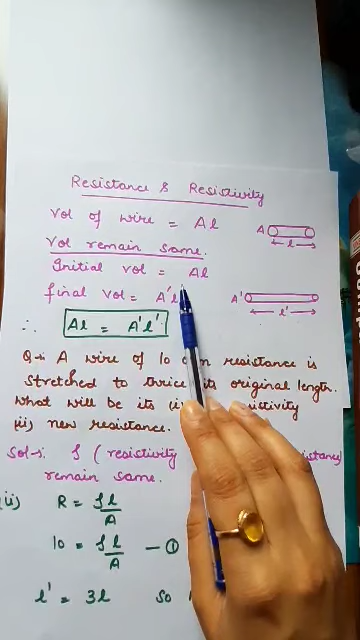 Resistance & Resistivity
Vol of wire = Al
A
l
Vol remain same.
Initial vol = Al
final vol = A'l
A'
l'
∴ Al = A'l'
Q→ A wire of 10 resistance is
stretched to thrice its original length.
What will be its (i)
(ii) new resistance.
Sol→ ρ (resistivity
remain same.
(ii) R = ρl/A
10 = ρl/A — ①
l' = 3l so